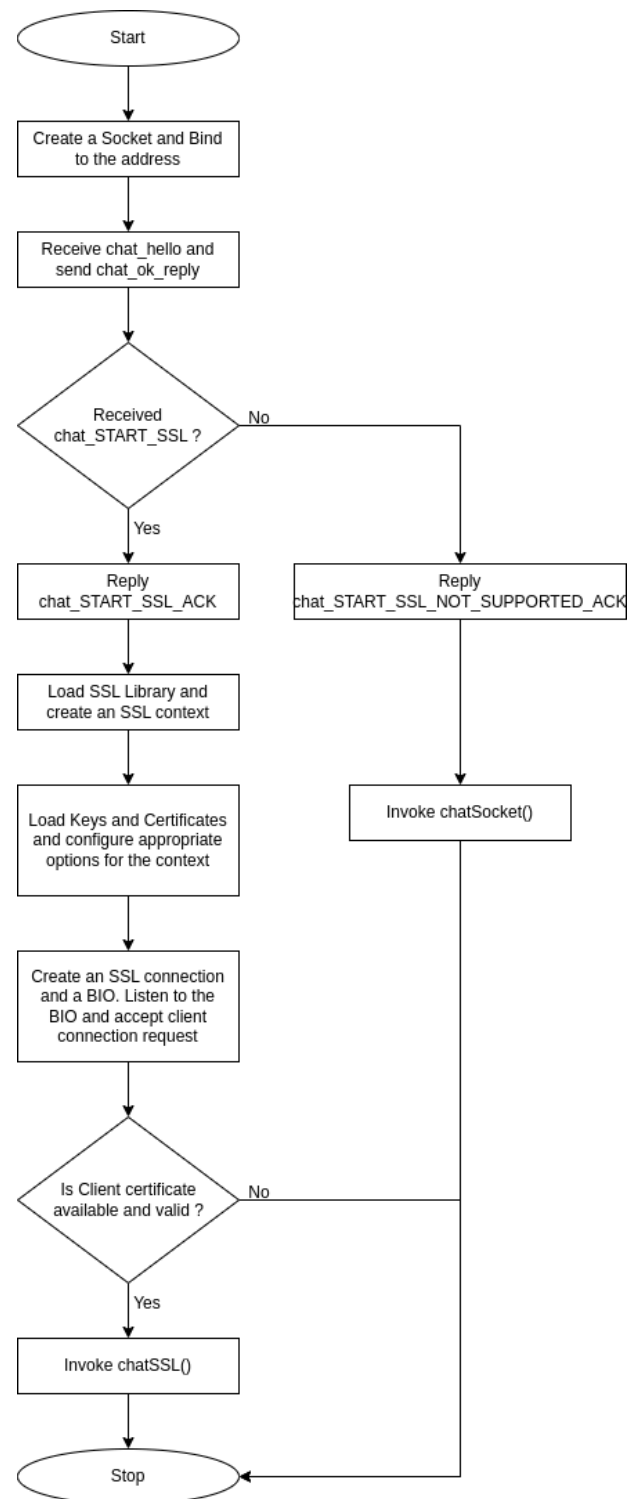 Start
Create a Socket and Bind
to the address
Receive chat_hello and
send chat_ok_reply
Received
chat_START_SSL ?
No
Yes
Reply
chat_START_SSL_ACK
Reply
chat_START_SSL_NOT_SUPPORTED_ACK
Load SSL Library and
create an SSL context
Load Keys and Certificates
and configure appropriate
options for the context
Invoke chatSocket()
Create an SSL connection
and a BIO. Listen to the
BIO and accept client
connection request
Is Client certificate
available and valid ?
No
Yes
Invoke chatSSL()
Stop